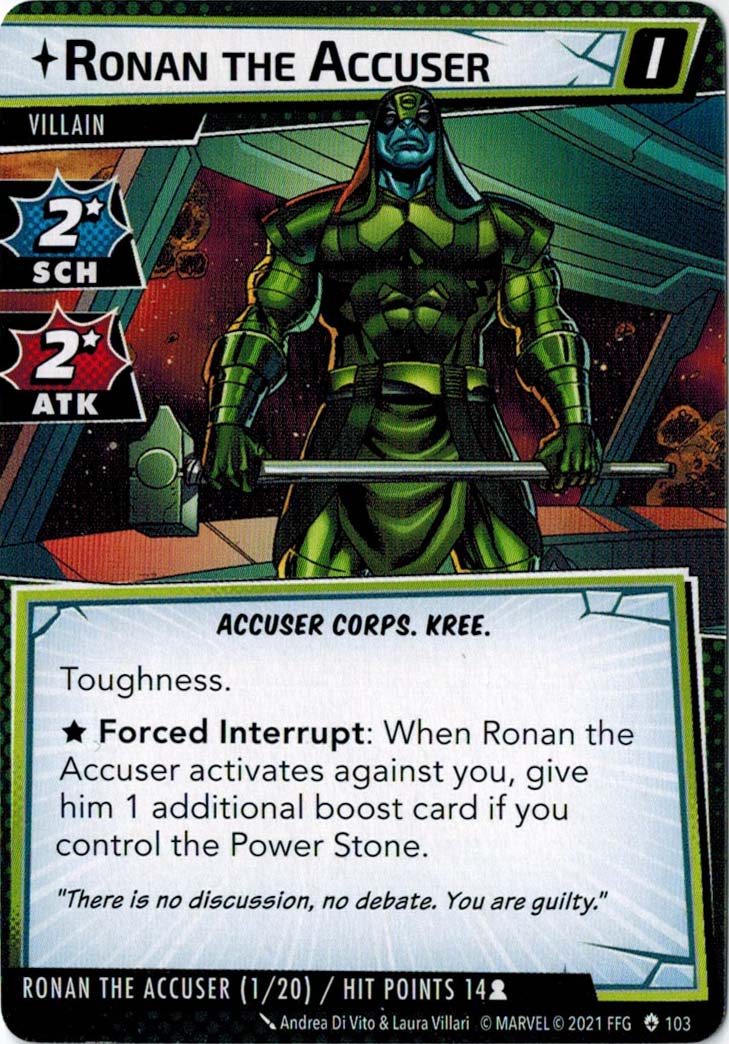 RONAN THE ACCUSER
I
VILLAIN
2
SCH
2
ATK
ACCUSER CORPS. KREE.
Toughness.
★ Forced Interrupt: When Ronan the
Accuser activates against you, give
him 1 additional boost card if you
control the Power Stone.
"There is no discussion, no debate. You are guilty."
RONAN THE ACCUSER (1/20) / HIT POINTS 14
Andrea Di Vito & Laura Villari © MARVEL © 2021 FFG 103